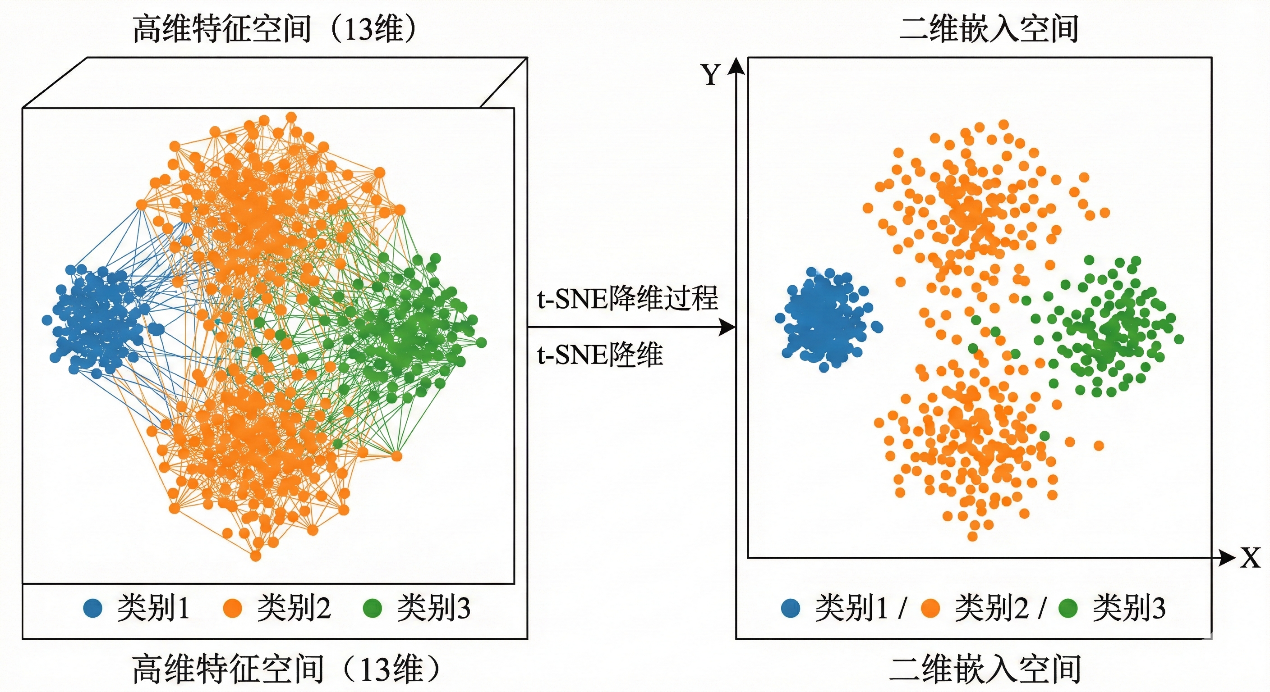 高维特征空间（13维）
二维嵌入空间
Y
t-SNE降维过程
t-SNE降维
X
类别1 类别2 类别3
类别1 / 类别2 / 类别3
高维特征空间（13维）
二维嵌入空间